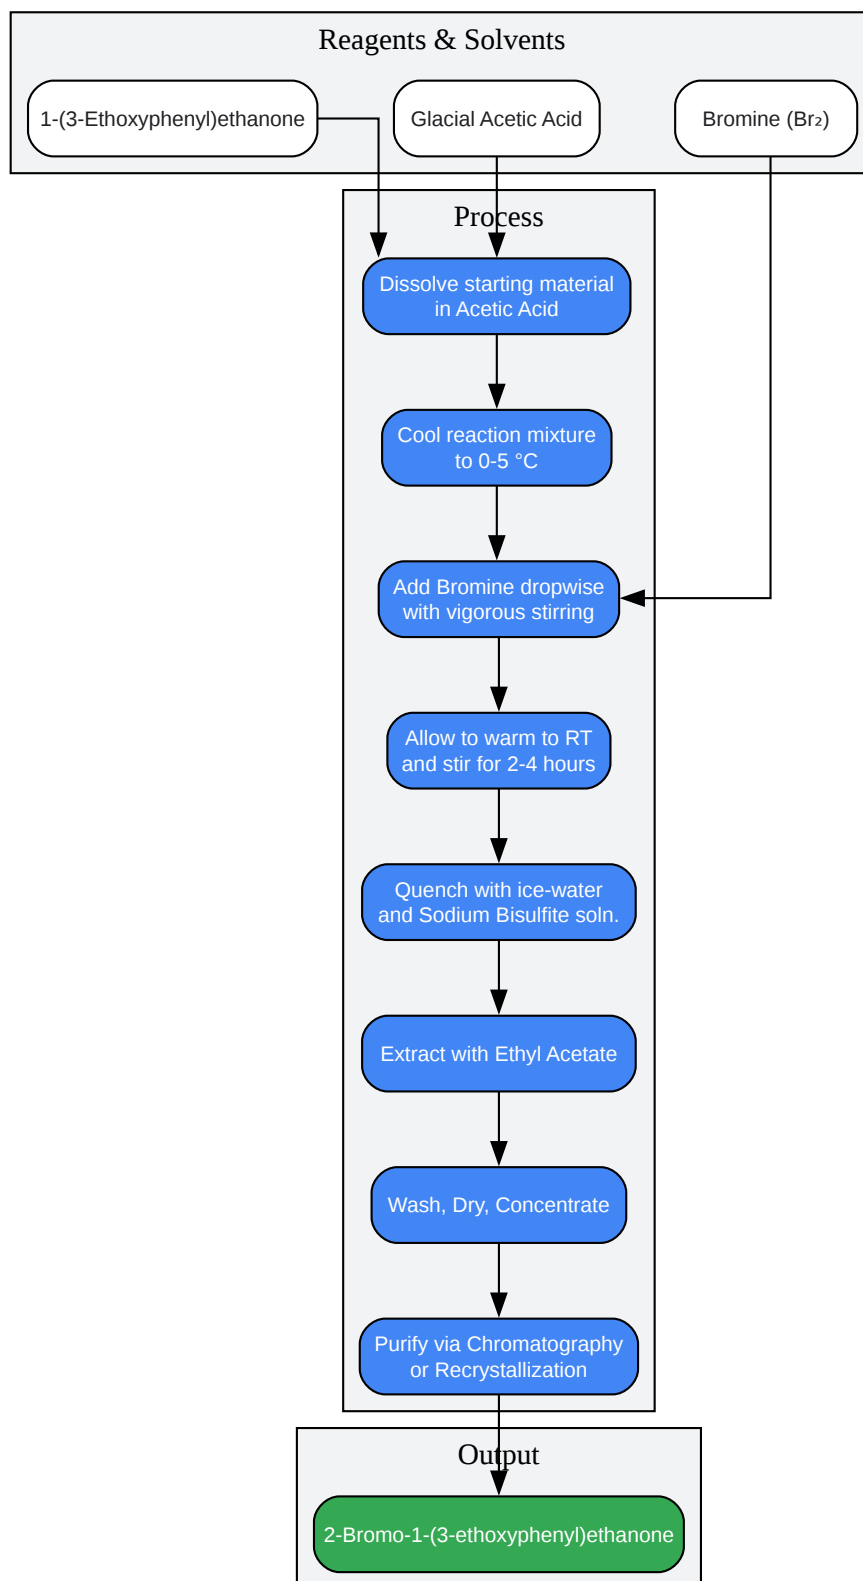 Reagents & Solvents
1-(3-Ethoxyphenyl)ethanone
Glacial Acetic Acid
Bromine (Br₂)
Process
Dissolve starting material
in Acetic Acid
Cool reaction mixture
to 0-5 °C
Add Bromine dropwise
with vigorous stirring
Allow to warm to RT
and stir for 2-4 hours
Quench with ice-water
and Sodium Bisulfite soln.
Extract with Ethyl Acetate
Wash, Dry, Concentrate
Purify via Chromatography
or Recrystallization
Output
2-Bromo-1-(3-ethoxyphenyl)ethanone